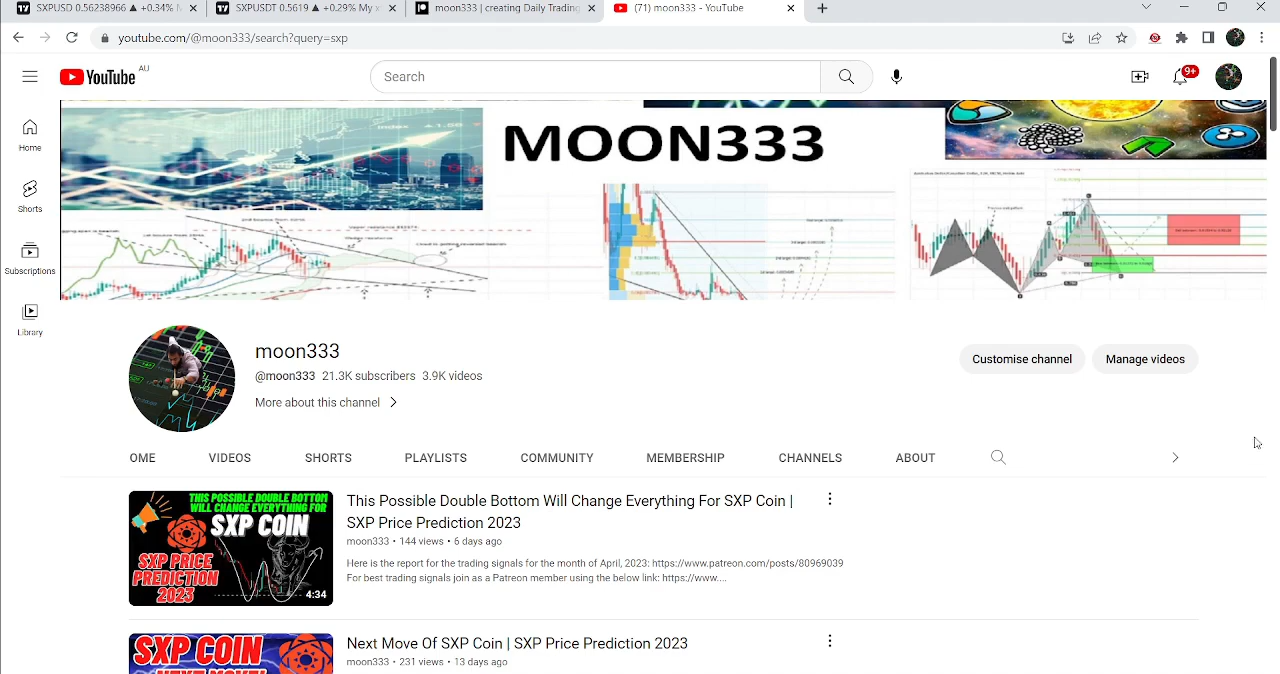 SXPUSD 0.56238966 ▲ +0.34%
SXPUSDT 0.5619 ▲ +0.29% My
moon333 | creating Daily Trading
(71) moon333 - YouTube
youtube.com/@moon333/search?query=sxp
YouTube AU
Search
9+
Home
Shorts
Subscriptions
Library
MOON333
moon333
@moon333 21.3K subscribers 3.9K videos
More about this channel
Customise channel
Manage videos
OME VIDEOS SHORTS PLAYLISTS COMMUNITY MEMBERSHIP CHANNELS ABOUT
THIS POSSIBLE DOUBLE BOTTOM
WILL CHANGE EVERYTHING FOR
SXP COIN
SXP PRICE
PREDICTION
2023
4:34
This Possible Double Bottom Will Change Everything For SXP Coin |
SXP Price Prediction 2023
moon333 • 144 views • 6 days ago
Here is the report for the trading signals for the month of April, 2023: https://www.patreon.com/posts/80969039
For best trading signals join as a Patreon member using the below link: https://www....
SXP COIN
NEXT MOVE!
Next Move Of SXP Coin | SXP Price Prediction 2023
moon333 • 231 views • 13 days ago